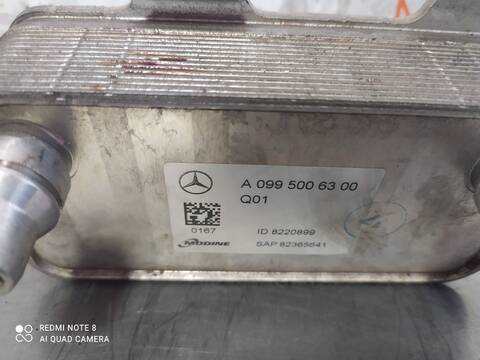 A 099 500 63 00
Q01
0167
ID 8220899
MODINE
SAP 82365641
REDMI NOTE 8
AI QUAD CAMERA